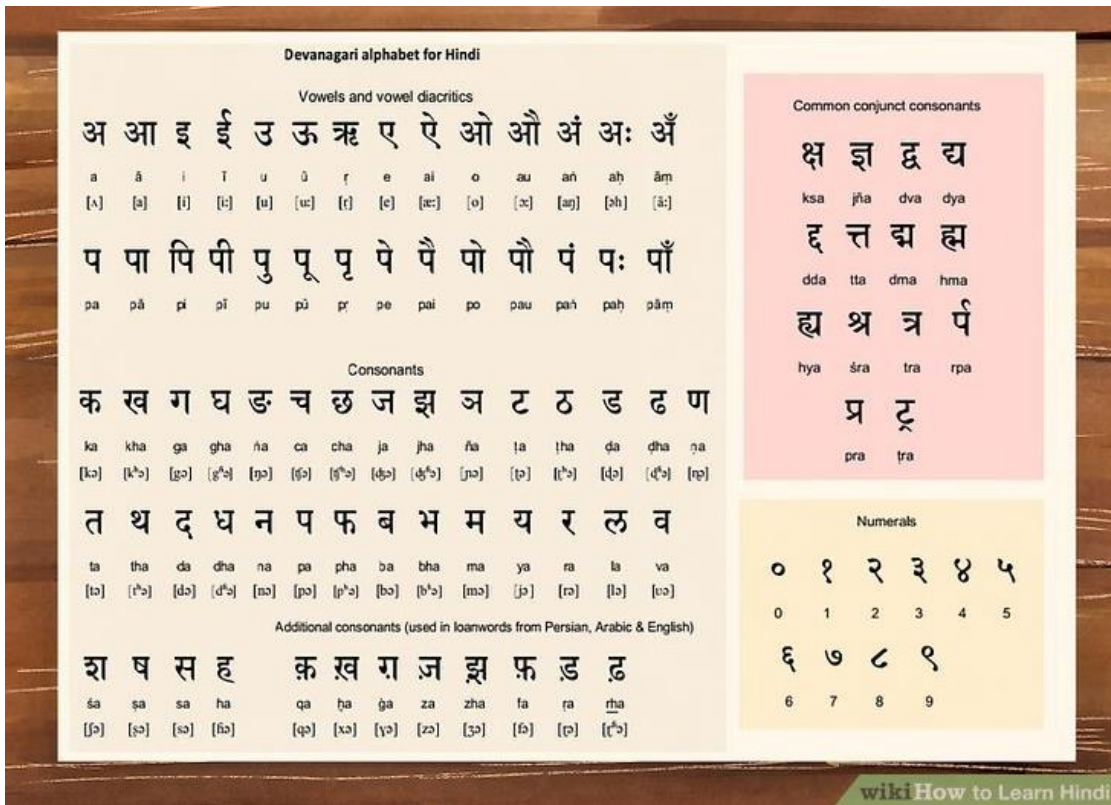 Devanagari alphabet for Hindi
Vowels and vowel diacritics
अ आ इ ई उ ऊ ऋ ए ऐ ओ औ अं अः अँ
a ā i ī u ū ṛ e ai o au aṅ aḥ āṃ
[ʌ] [a] [i] [iː] [u] [uː] [ṛ] [e] [æː] [o] [ɔː] [aŋ] [əh] [ãː]
प पा पि पी पु पू पृ पे पै पो पौ पं पः पाँ
pa pā pi pī pu pū pṛ pe pai po pau paṅ paḥ pāṃ
Consonants
क ख ग घ ङ च छ ज झ ञ ट ठ ड ढ ण
ka kha ga gha ṅa ca cha ja jha ña ṭa ṭha ḍa ḍha ṇa
[kə] [kʰə] [gə] [gʱə] [ŋə] [ʧə] [ʧʰə] [ʤə] [ʤʱə] [ɲə] [ʈə] [ʈʰə] [ɖə] [ɖʱə] [ɳə]
त थ द ध न प फ ब भ म य र ल व
ta tha da dha na pa pha ba bha ma ya ra la va
[tə] [tʰə] [də] [dʱə] [nə] [pə] [pʰə] [bə] [bʱə] [mə] [jə] [rə] [lə] [ʋə]
Additional consonants (used in loanwords from Persian, Arabic & English)
श ष स ह क़ ख़ ग़ ज़ झ़ फ़ ड़ ढ़
śa ṣa sa ha qa ḥa ġa za zha fa ṛa rha
[ʃə] [ʂə] [sə] [ɦə] [qə] [xə] [ɣə] [zə] [ʒə] [fə] [ɽə] [ɽʱə]
Common conjunct consonants
क्ष ज्ञ द्व द्य
ksa jña dva dya
द्द त्त द्म ह्म
dda tta dma hma
ह्य श्र त्र र्प
hya śra tra rpa
प्र ट्र
pra ṭra
Numerals
० १ २ ३ ४ ५
0 1 2 3 4 5
६ ७ ८ ९
6 7 8 9
wikiHow to Learn Hindi